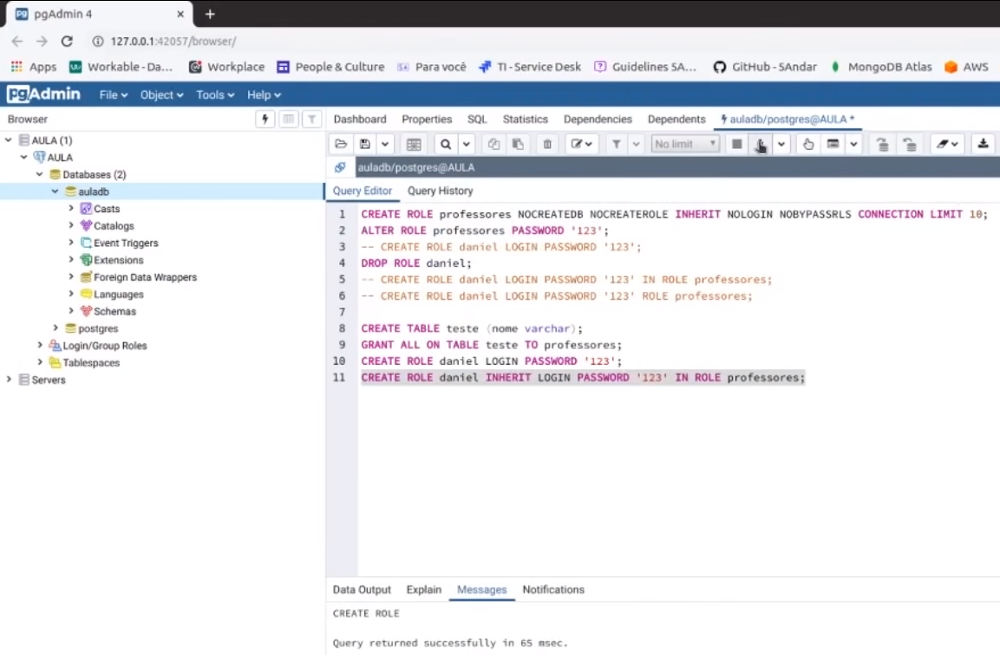 pgAdmin 4
127.0.0.1:42057/browser/
Apps Workable - Da... Workplace People & Culture Para você TI - Service Desk Guidelines 5A... GitHub - 5Andar MongoDB Atlas AWS
pgAdmin File Object Tools Help
Browser
Dashboard Properties SQL Statistics Dependencies Dependents auladb/postgres@AULA *
No limit
AULA (1)
AULA
Databases (2)
auladb
Casts
Catalogs
Event Triggers
Extensions
Foreign Data Wrappers
Languages
Schemas
postgres
Login/Group Roles
Tablespaces
Servers
auladb/postgres@AULA
Query Editor Query History
1 CREATE ROLE professores NOCREATEDB NOCREATEROLE INHERIT NOLOGIN NOBYPASSRLS CONNECTION LIMIT 10;
2 ALTER ROLE professores PASSWORD '123';
3 -- CREATE ROLE daniel LOGIN PASSWORD '123';
4 DROP ROLE daniel;
5 -- CREATE ROLE daniel LOGIN PASSWORD '123' IN ROLE professores;
6 -- CREATE ROLE daniel LOGIN PASSWORD '123' ROLE professores;
7
8 CREATE TABLE teste (nome varchar);
9 GRANT ALL ON TABLE teste TO professores;
10 CREATE ROLE daniel LOGIN PASSWORD '123';
11 CREATE ROLE daniel INHERIT LOGIN PASSWORD '123' IN ROLE professores;
Data Output Explain Messages Notifications
CREATE ROLE
Query returned successfully in 65 msec.